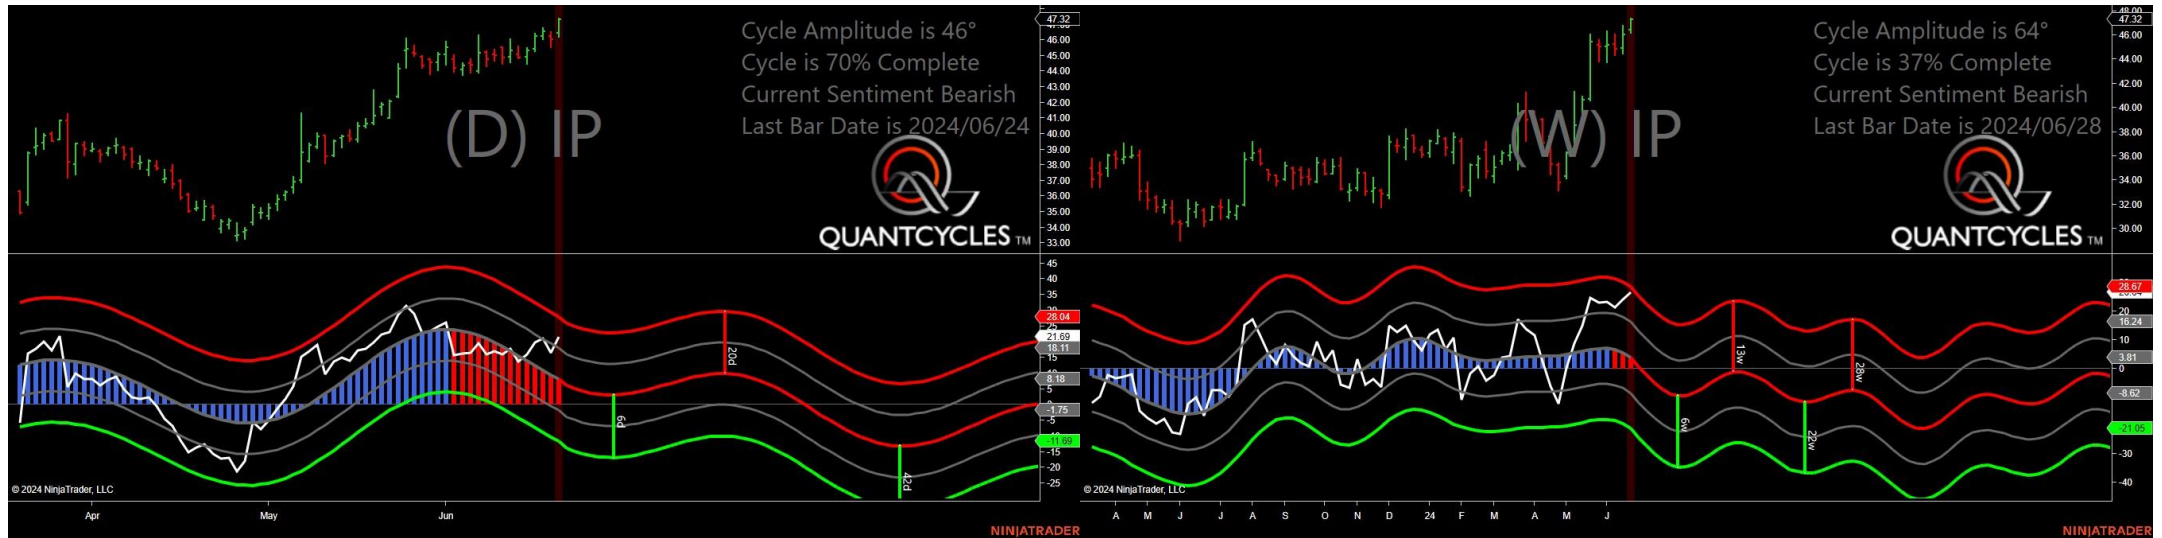 Cycle Amplitude is 46°
Cycle is 70% Complete
Current Sentiment Bearish
Last Bar Date is 2024/06/24
(D) IP
QUANTCYCLES TM
47.32
46.00
45.00
44.00
43.00
42.00
41.00
40.00
39.00
38.00
37.00
36.00
35.00
34.00
33.00
45
40
35
28.04
21.69
18.11
15
8.18
5
0
-1.75
-11.69
-15
-20
-25
20d
6d
42d
© 2024 NinjaTrader, LLC
Apr
May
Jun
NINJATRADER
Cycle Amplitude is 64°
Cycle is 37% Complete
Current Sentiment Bearish
Last Bar Date is 2024/06/28
(W) IP
QUANTCYCLES TM
48.00
47.32
46.00
44.00
42.00
40.00
38.00
36.00
34.00
32.00
30.00
28.67
20
16.24
10
3.81
0
-8.62
-21.05
-30
-40
13w
28w
6w
22w
© 2024 NinjaTrader, LLC
A M J J A S O N D 24 F M A M J
NINJATRADER